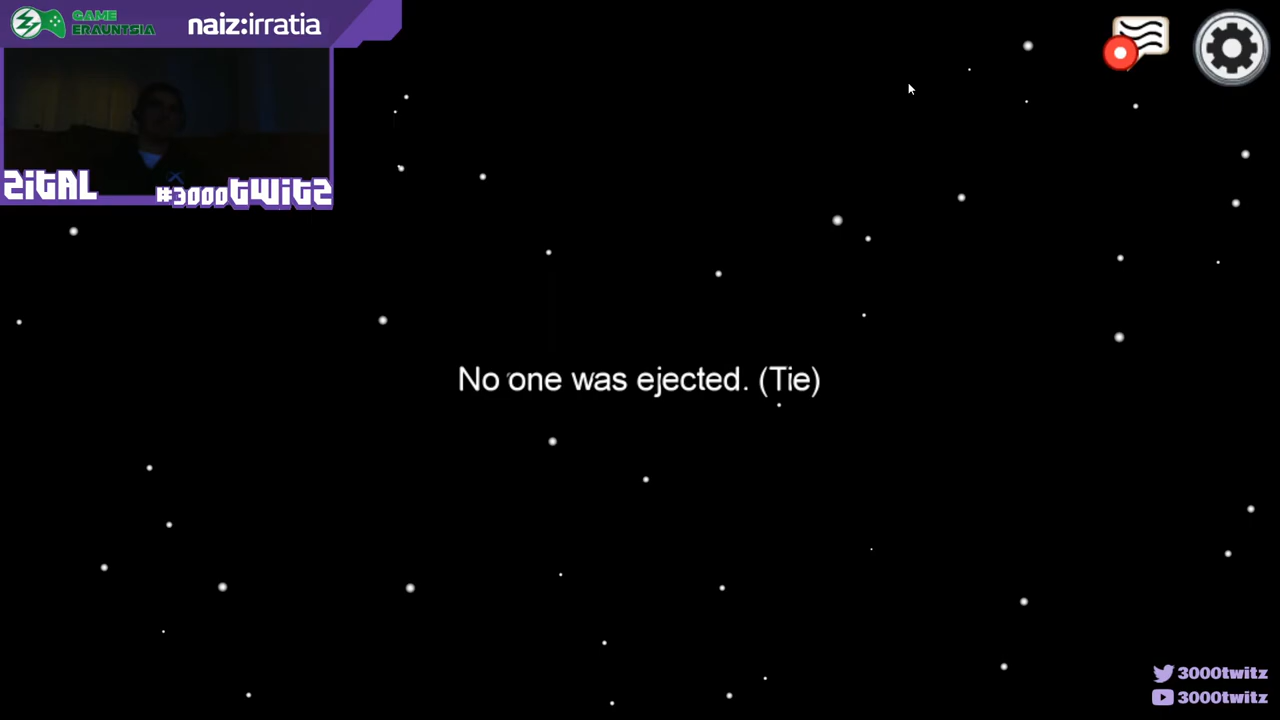 GAME
ERAUNTSIA
naiz:irratia
ZiTAL
#3000TWiTZ
No one was ejected. (Tie)
3000twitz
3000twitz